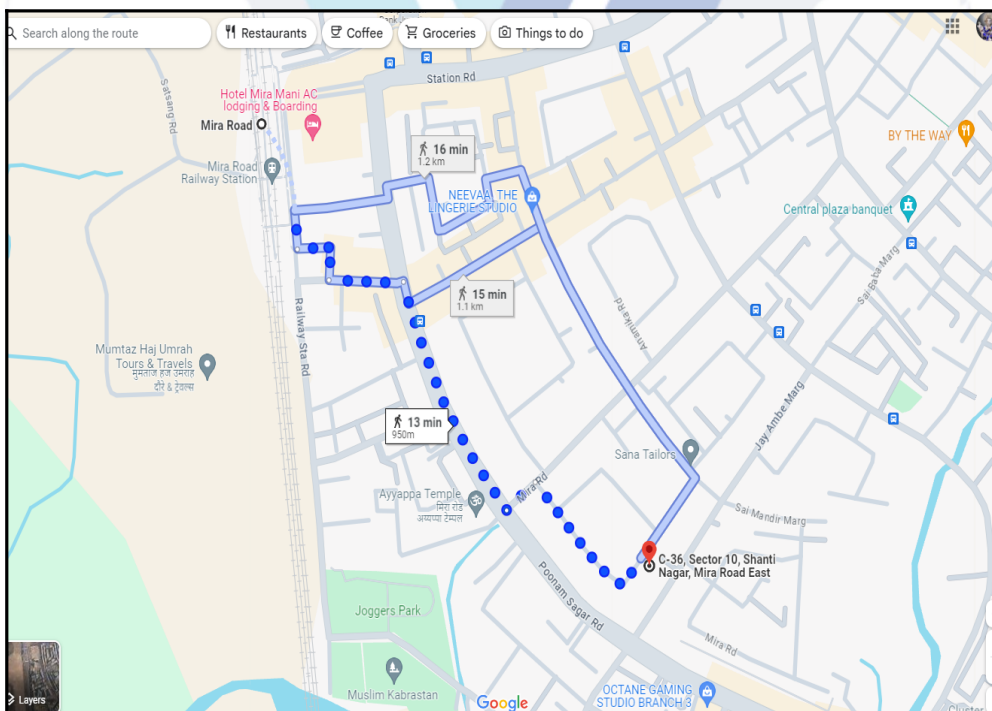 Search along the route
Restaurants
Coffee
Groceries
Things to do
Station Rd
Satsang Rd
Hotel Mira Mani AC
lodging & Boarding
Mira Road
Mira Road
Railway Station
16 min
1.2 km
NEEVAA, THE
LINGERIE STUDIO
BY THE WAY
Central plaza banquet
Sai Baba Marg
15 min
1.1 km
Anamika Rd
Railway Sta Rd
Mumtaz Haj Umrah
Tours & Travels
मुमताज हज उमराह
टौरे & ट्रेवल्स
13 min
950m
Jay Ambe Marg
Sana Tailors
Ayyappa Temple
मिरा रोड
अय्यप्पा टेम्पल
Mira Rd
Sai Mandir Marg
C-36, Sector 10, Shanti
Nagar, Mira Road East
Poonam Sagar Rd
Joggers Park
Mira Rd
Muslim Kabrastan
Layers
Google
OCTANE GAMING
STUDIO BRANCH 3
Cluster